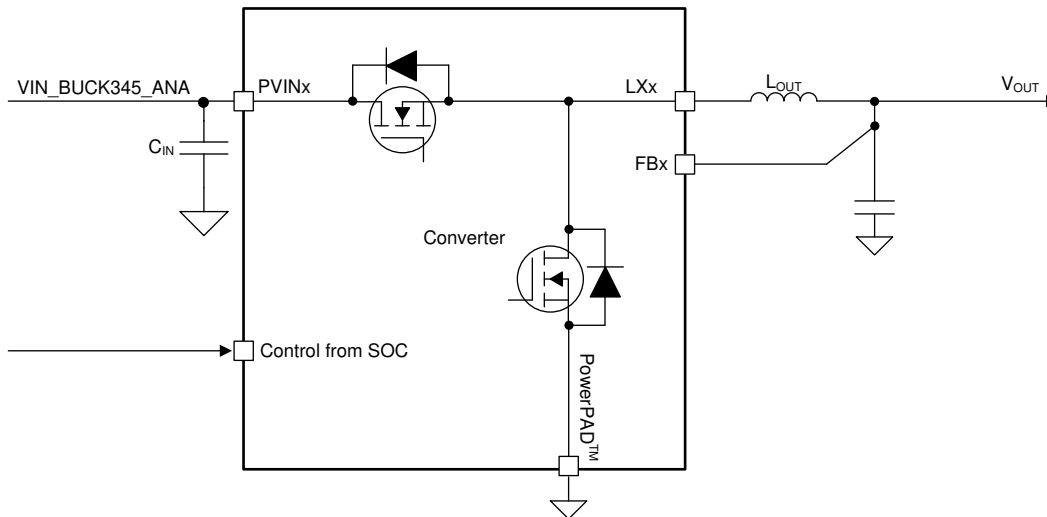 VIN_BUCK345_ANA
PVINx
LXx
LOUT
VOUT
CIN
FBx
Converter
Control from SOC
PowerPAD™